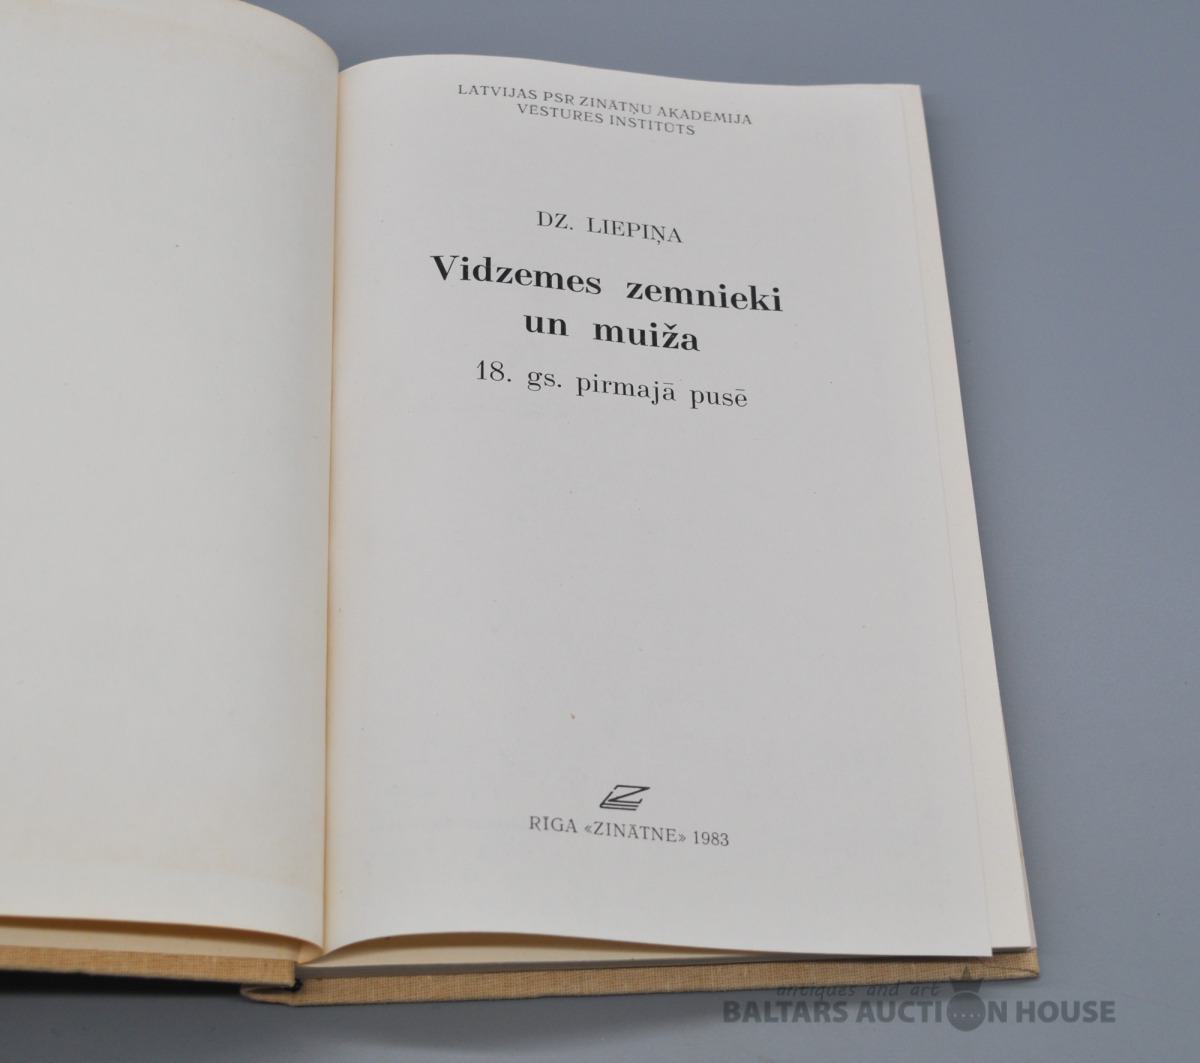 LATVIJAS PSR ZINĀTŅU AKADĒMIJA
VĒSTURES INSTITŪTS
DZ. LIEPIŅA
Vidzemes zemnieki
un muiža
18. gs. pirmajā pusē
RĪGA «ZINĀTNE» 1983
antiques and art
BALTARS AUCTION HOUSE